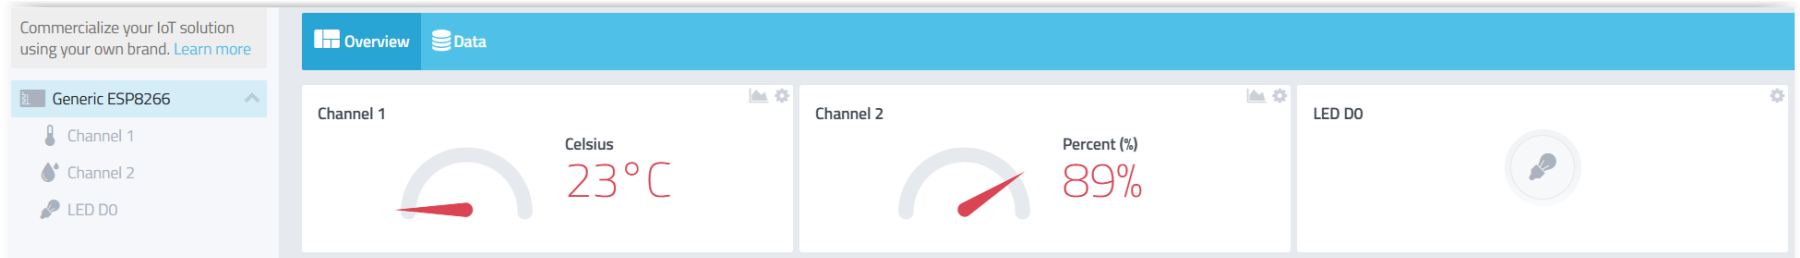 Commercialize your IoT solution
using your own brand. Learn more
Generic ESP8266
Channel 1
Channel 2
LED D0
Overview
Data
Channel 1
Celsius
23°C
Channel 2
Percent (%)
89%
LED D0